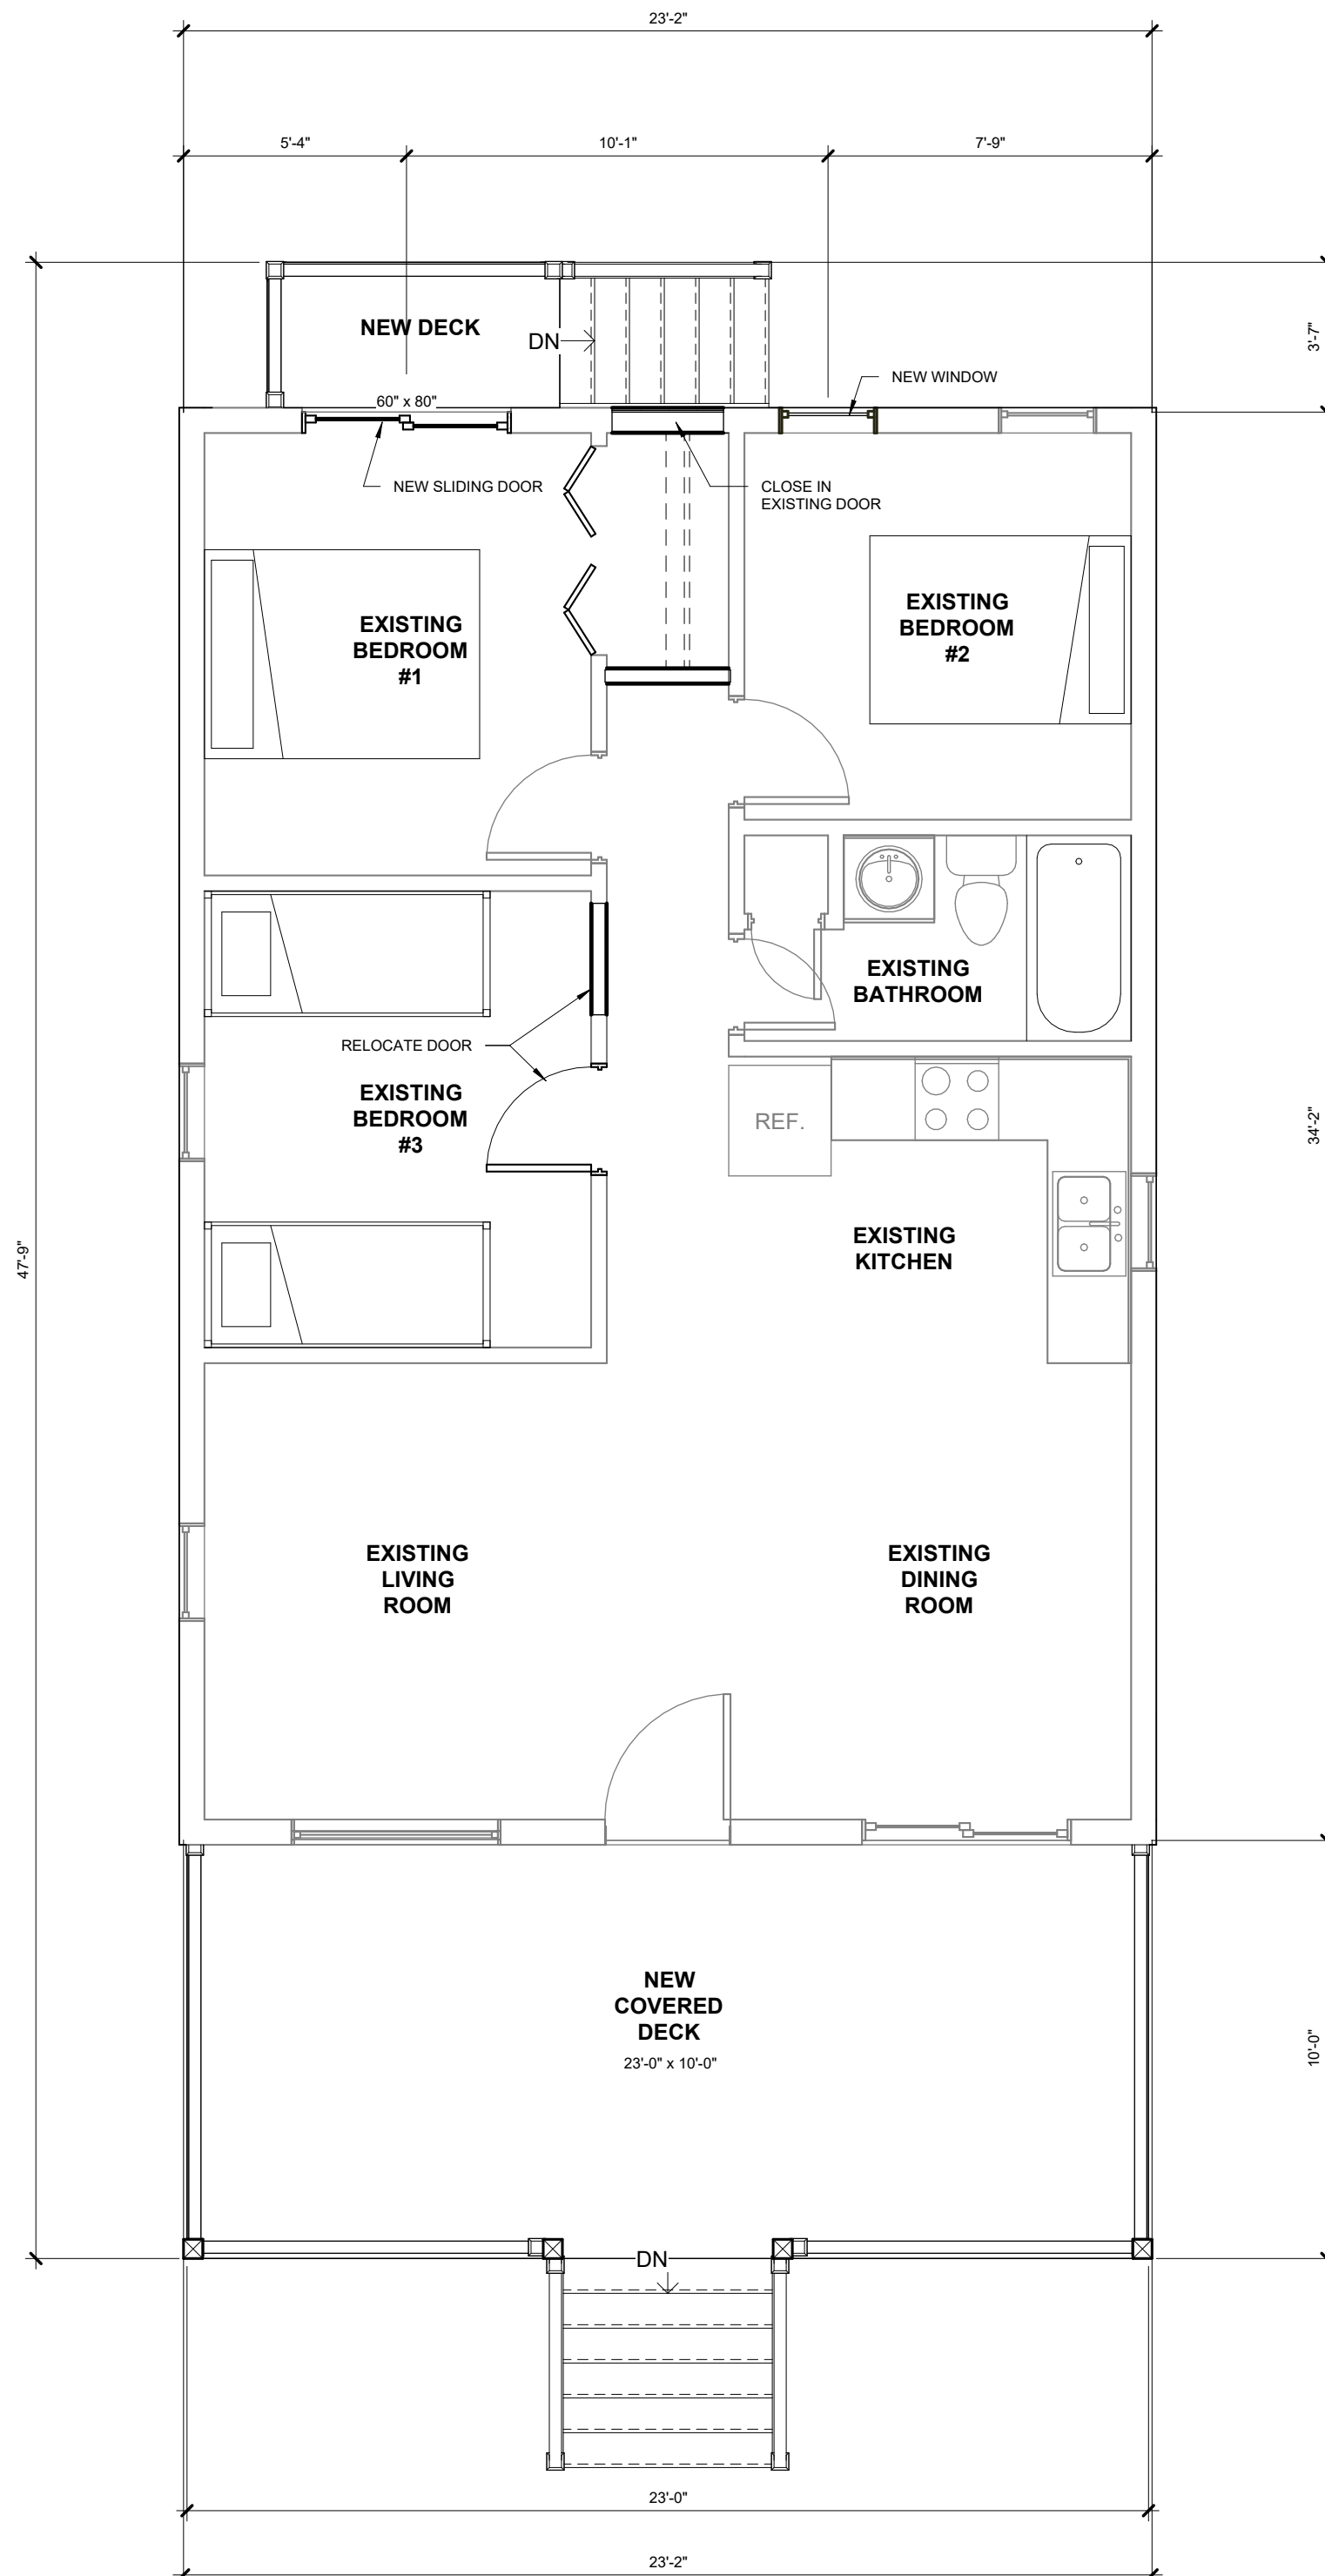 23'-2"
5'-4"
10'-1"
7'-9"
NEW DECK
DN
3'-7"
NEW WINDOW
60" x 80"
NEW SLIDING DOOR
CLOSE IN
EXISTING DOOR
EXISTING
BEDROOM
#1
EXISTING
BEDROOM
#2
EXISTING
BATHROOM
RELOCATE DOOR
EXISTING
BEDROOM
#3
REF.
34'-2"
EXISTING
KITCHEN
47'-9"
EXISTING
LIVING
ROOM
EXISTING
DINING
ROOM
NEW
COVERED
DECK
23'-0" x 10'-0"
10'-0"
DN
23'-0"
23'-2"